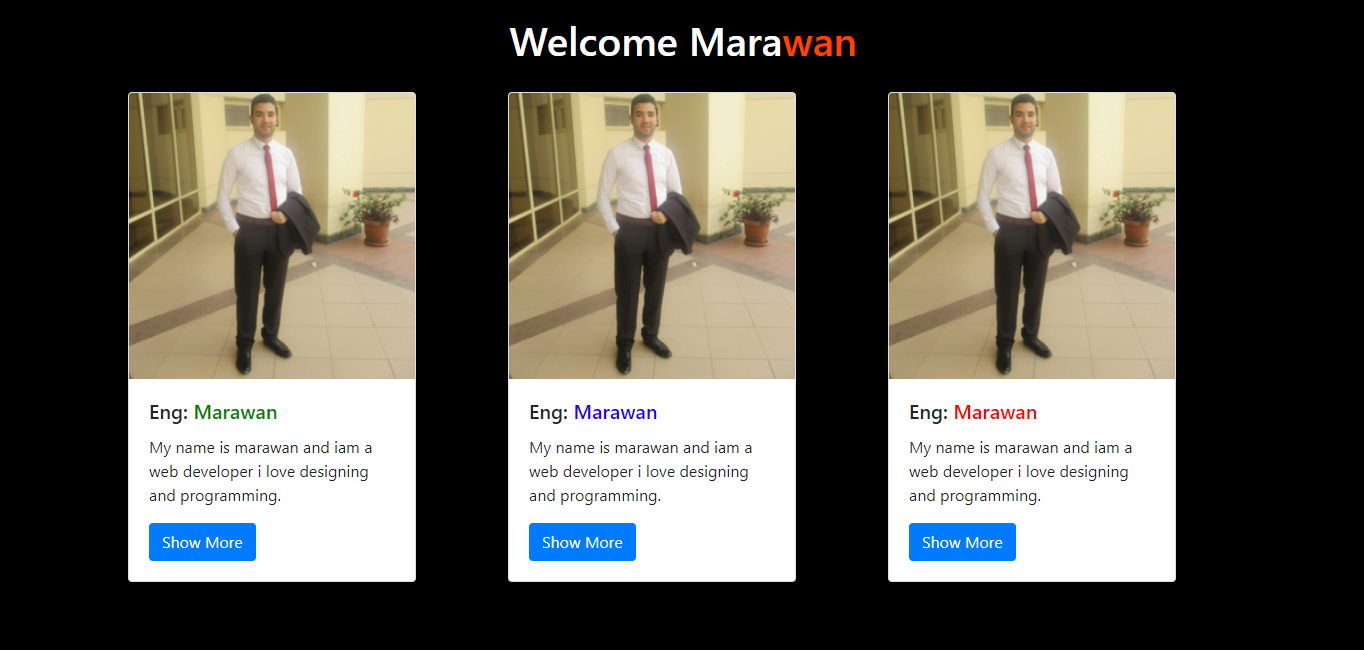 Welcome Marawan
Eng: Marawan
My name is marawan and iam a
web developer i love designing
and programming.
Show More
Eng: Marawan
My name is marawan and iam a
web developer i love designing
and programming.
Show More
Eng: Marawan
My name is marawan and iam a
web developer i love designing
and programming.
Show More